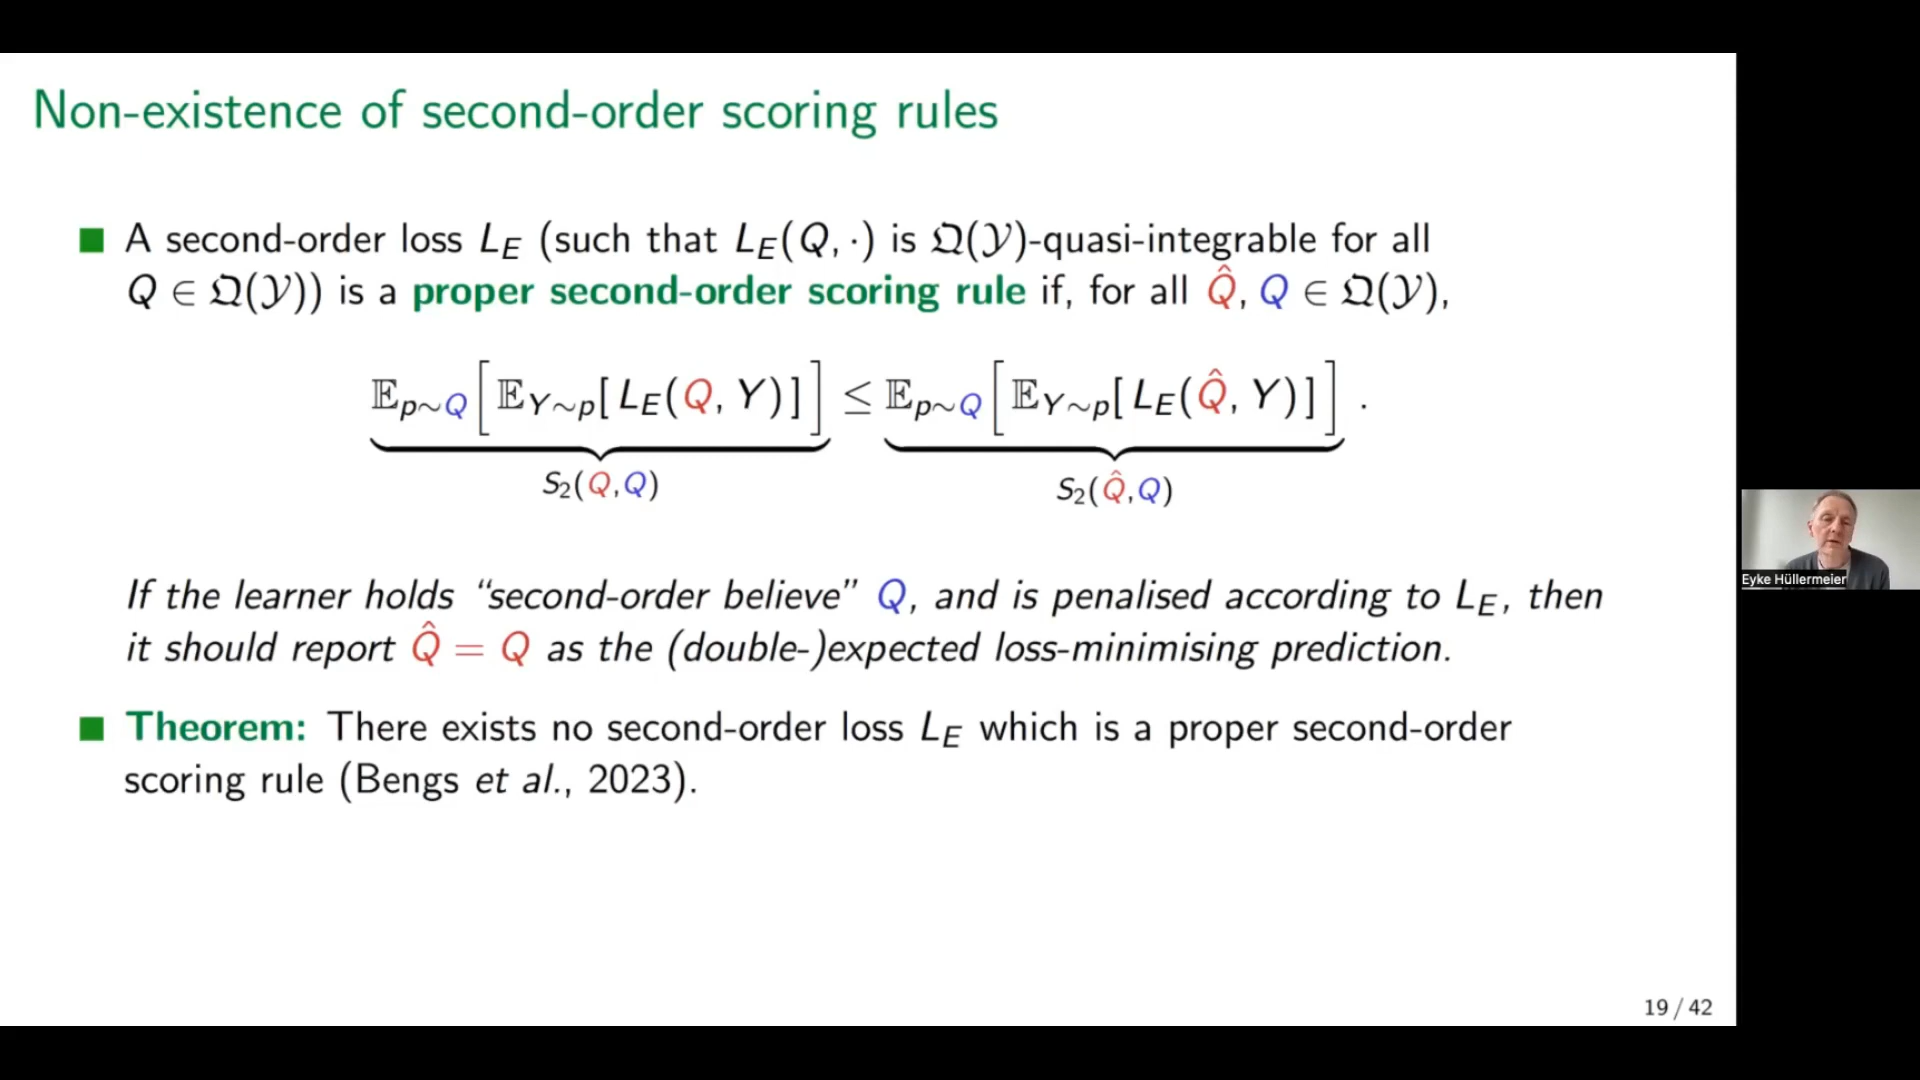 Non-existence of second-order scoring rules
A second-order loss L_E (such that L_E(Q, ·) is 𝔔(𝒴)-quasi-integrable for all
Q ∈ 𝔔(𝒴)) is a proper second-order scoring rule if, for all Q̂, Q ∈ 𝔔(𝒴),
𝔼_{p∼Q}[ 𝔼_{Y∼p}[ L_E(Q, Y)] ] ≤ 𝔼_{p∼Q}[ 𝔼_{Y∼p}[ L_E(Q̂, Y)] ] .
S₂(Q,Q) S₂(Q̂,Q)
If the learner holds “second-order believe” Q, and is penalised according to L_E, then
it should report Q̂ = Q as the (double-)expected loss-minimising prediction.
Theorem: There exists no second-order loss L_E which is a proper second-order
scoring rule (Bengs et al., 2023).
19 / 42
Eyke Hüllermeier